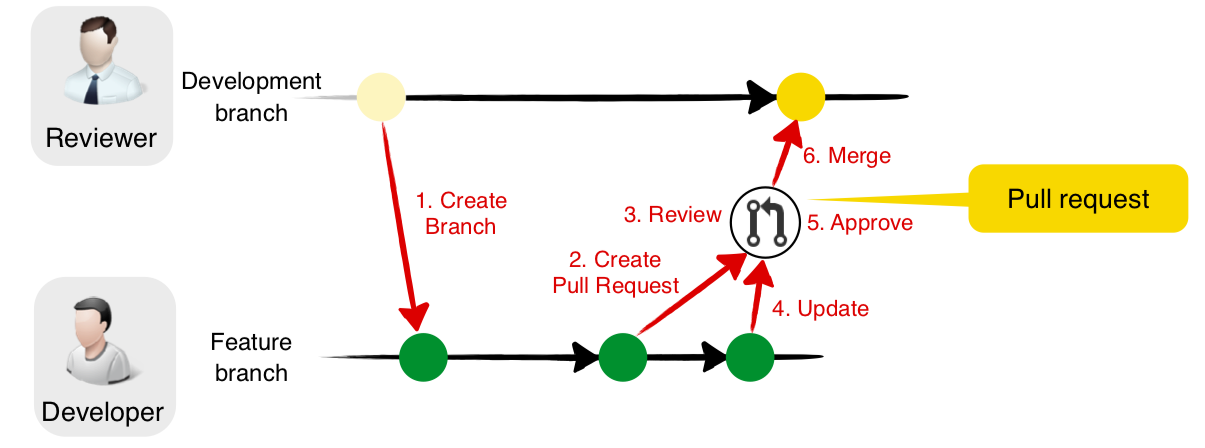 Reviewer
Development
branch
1. Create
Branch
2. Create
Pull Request
3. Review
4. Update
5. Approve
6. Merge
Pull request
Developer
Feature
branch